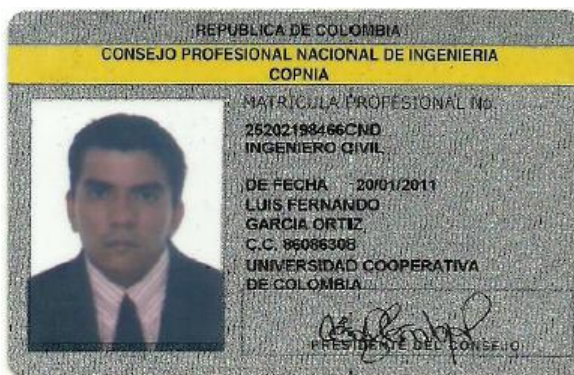 REPUBLICA DE COLOMBIA
CONSEJO PROFESIONAL NACIONAL DE INGENIERIA
COPNIA
MATRICULA PROFESIONAL No.
25202198466CND
INGENIERO CIVIL
DE FECHA 20/01/2011
LUIS FERNANDO
GARCIA ORTIZ
C.C. 86086308
UNIVERSIDAD COOPERATIVA
DE COLOMBIA
PRESIDENTE DEL CONSEJO